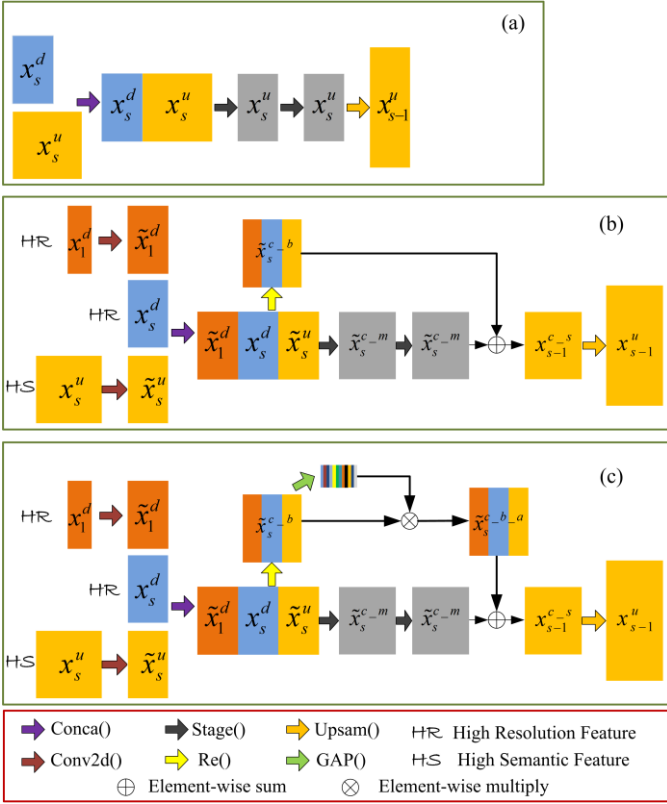 (a)
x_s^d
x_s^u
x_s^d x_s^u x_s^u x_s^u x_{s-1}^u
(b)
HR x_1^d x̃_1^d
x̃_s^{c_b}
HR x_s^d
x̃_1^d x_s^d x̃_s^u x̃_s^{c_m} x̃_s^{c_m} x_{s-1}^{c_s} x_{s-1}^u
HS x_s^u x̃_s^u
(c)
HR x_1^d x̃_1^d
x̃_s^{c_b} x̃_s^{c_b_a}
HR x_s^d
x̃_1^d x_s^d x̃_s^u x̃_s^{c_m} x̃_s^{c_m} x_{s-1}^{c_s} x_{s-1}^u
HS x_s^u x̃_s^u
Conca() Stage() Upsam() HR High Resolution Feature
Conv2d() Re() GAP() HS High Semantic Feature
Element-wise sum Element-wise multiply